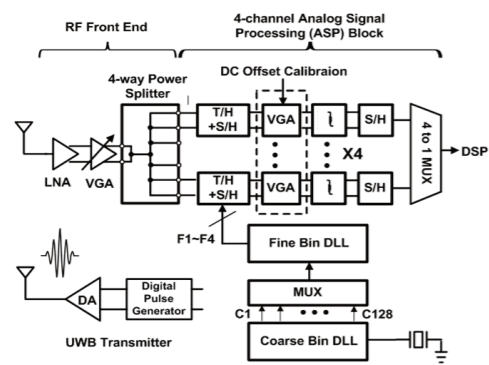 RF Front End
4-channel Analog Signal
Processing (ASP) Block
4-way Power
Splitter
DC Offset Calibraion
T/H
+S/H
VGA
S/H
LNA
VGA
X4
4 to 1 MUX
DSP
T/H
+S/H
VGA
S/H
F1~F4
Fine Bin DLL
MUX
C1
C128
Coarse Bin DLL
DA
Digital
Pulse
Generator
UWB Transmitter